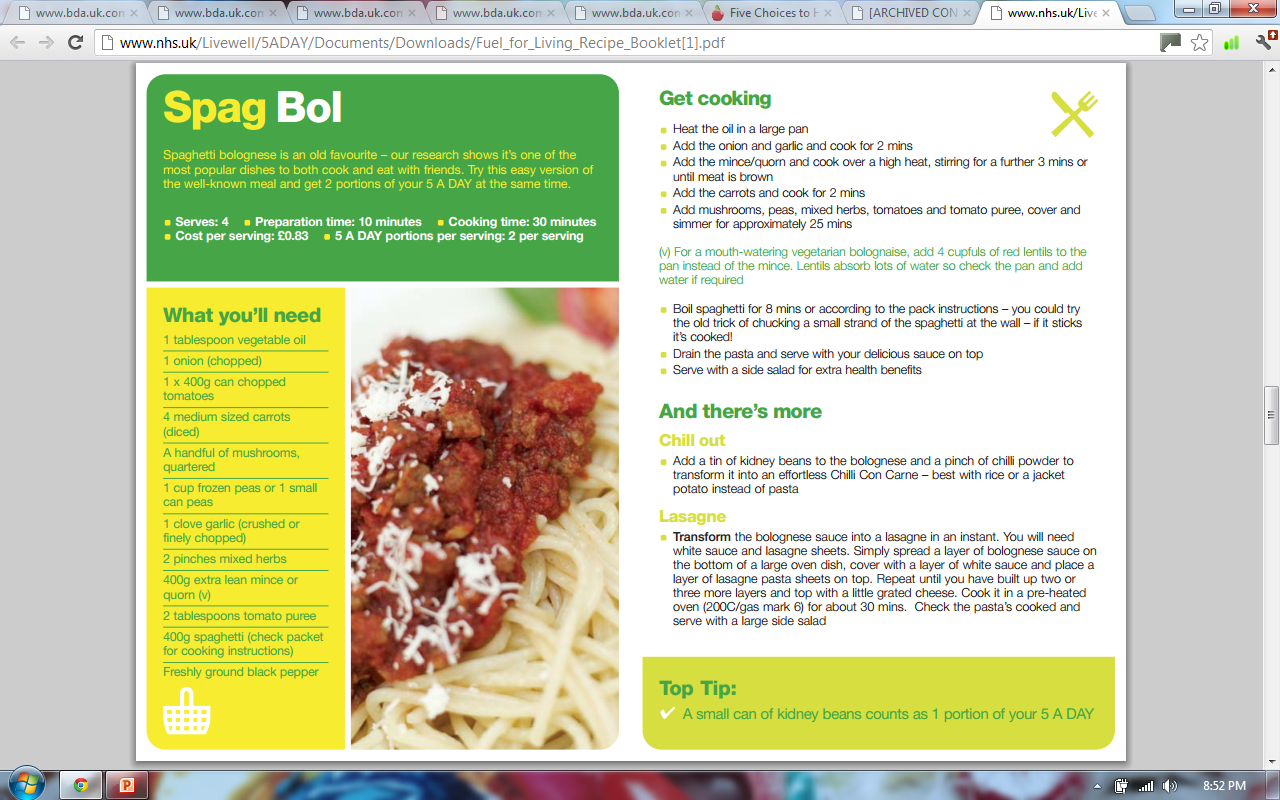 www.bda.uk.com
www.bda.uk.com
www.bda.uk.com
www.bda.uk.com
www.bda.uk.com
Five Choices to H
[ARCHIVED CON
www.nhs.uk/Live
www.nhs.uk/Livewell/5ADAY/Documents/Downloads/Fuel_for_Living_Recipe_Booklet[1].pdf
Spag Bol
Spaghetti bolognese is an old favourite – our research shows it's one of the
most popular dishes to both cook and eat with friends. Try this easy version of
the well-known meal and get 2 portions of your 5 A DAY at the same time.
Serves: 4 Preparation time: 10 minutes Cooking time: 30 minutes
Cost per serving: £0.83 5 A DAY portions per serving: 2 per serving
What you'll need
1 tablespoon vegetable oil
1 onion (chopped)
1 x 400g can chopped
tomatoes
4 medium sized carrots
(diced)
A handful of mushrooms,
quartered
1 cup frozen peas or 1 small
can peas
1 clove garlic (crushed or
finely chopped)
2 pinches mixed herbs
400g extra lean mince or
quorn (v)
2 tablespoons tomato puree
400g spaghetti (check packet
for cooking instructions)
Freshly ground black pepper
Get cooking
Heat the oil in a large pan
Add the onion and garlic and cook for 2 mins
Add the mince/quorn and cook over a high heat, stirring for a further 3 mins or
until meat is brown
Add the carrots and cook for 2 mins
Add mushrooms, peas, mixed herbs, tomatoes and tomato puree, cover and
simmer for approximately 25 mins
(v) For a mouth-watering vegetarian bolognaise, add 4 cupfuls of red lentils to the
pan instead of the mince. Lentils absorb lots of water so check the pan and add
water if required
Boil spaghetti for 8 mins or according to the pack instructions – you could try
the old trick of chucking a small strand of the spaghetti at the wall – if it sticks
it's cooked!
Drain the pasta and serve with your delicious sauce on top
Serve with a side salad for extra health benefits
And there's more
Chill out
Add a tin of kidney beans to the bolognese and a pinch of chilli powder to
transform it into an effortless Chilli Con Carne – best with rice or a jacket
potato instead of pasta
Lasagne
Transform the bolognese sauce into a lasagne in an instant. You will need
white sauce and lasagne sheets. Simply spread a layer of bolognese sauce on
the bottom of a large oven dish, cover with a layer of white sauce and place a
layer of lasagne pasta sheets on top. Repeat until you have built up two or
three more layers and top with a little grated cheese. Cook it in a pre-heated
oven (200C/gas mark 6) for about 30 mins. Check the pasta's cooked and
serve with a large side salad
Top Tip:
A small can of kidney beans counts as 1 portion of your 5 A DAY
8:52 PM